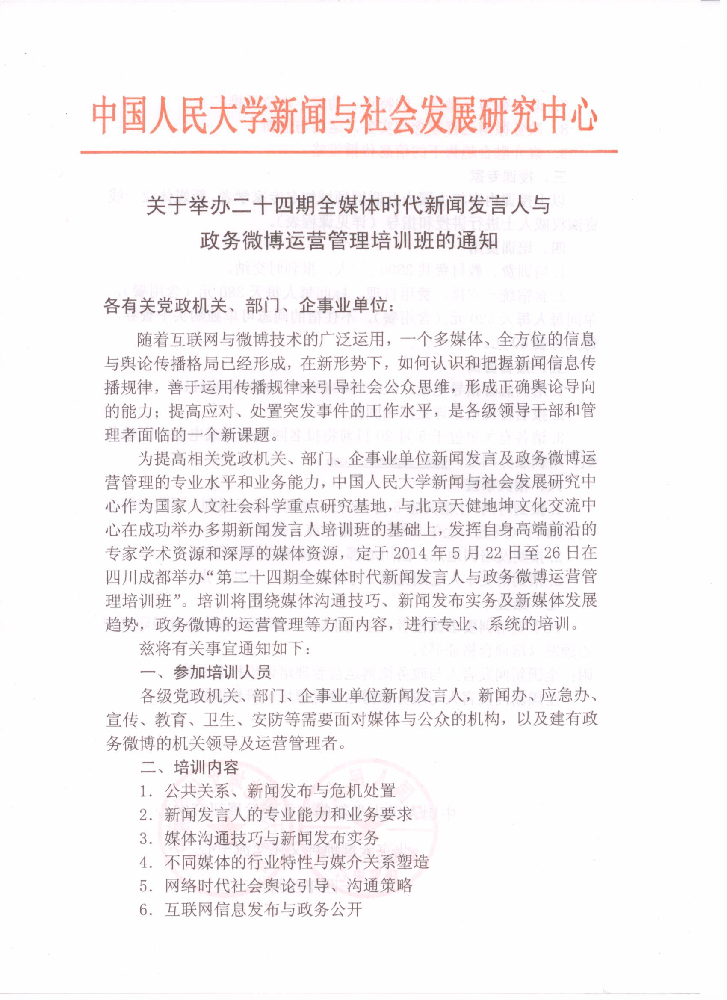 中国人民大学新闻与社会发展研究中心
关于举办二十四期全媒体时代新闻发言人与
政务微博运营管理培训班的通知
各有关党政机关、部门、企事业单位：
随着互联网与微博技术的广泛运用，一个多媒体、全方位的信息
与舆论传播格局已经形成，在新形势下，如何认识和把握新闻信息传
播规律，善于运用传播规律来引导社会公众思维，形成正确舆论导向
的能力；提高应对、处置突发事件的工作水平，是各级领导干部和管
理者面临的一个新课题。
为提高相关党政机关、部门、企事业单位新闻发言及政务微博运
营管理的专业水平和业务能力，中国人民大学新闻与社会发展研究中
心作为国家人文社会科学重点研究基地，与北京天健地坤文化交流中
心在成功举办多期新闻发言人培训班的基础上，发挥自身高端前沿的
专家学术资源和深厚的媒体资源，定于 2014 年 5 月 22 日至 26 日在
四川成都举办“第二十四期全媒体时代新闻发言人与政务微博运营管
理培训班”。培训将围绕媒体沟通技巧、新闻发布实务及新媒体发展
趋势，政务微博的运营管理等方面内容，进行专业、系统的培训。
兹将有关事宜通知如下：
一、参加培训人员
各级党政机关、部门、企事业单位新闻发言人，新闻办、应急办、
宣传、教育、卫生、安防等需要面对媒体与公众的机构，以及建有政
务微博的机关领导及运营管理者。
二、培训内容
1. 公共关系、新闻发布与危机处置
2. 新闻发言人的专业能力和业务要求
3. 媒体沟通技巧与新闻发布实务
4. 不同媒体的行业特性与媒介关系塑造
5. 网络时代社会舆论引导、沟通策略
6. 互联网信息发布与政务公开